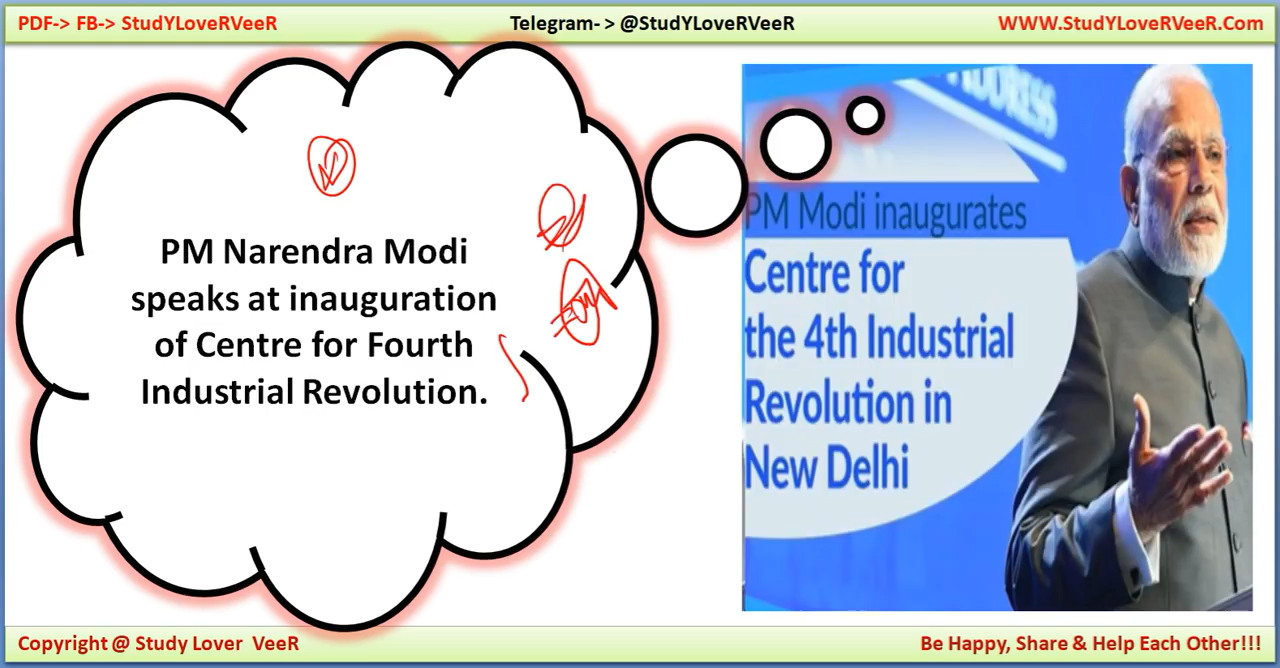 PDF-> FB-> StudYLoveRVeeR
Telegram- > @StudYLoveRVeeR
WWW.StudYLoveRVeeR.Com
PM Narendra Modi
speaks at inauguration
of Centre for Fourth
Industrial Revolution.
ADDRESS
PM Modi inaugurates
Centre for
the 4th Industrial
Revolution in
New Delhi
Copyright @ Study Lover VeeR
Be Happy, Share & Help Each Other!!!